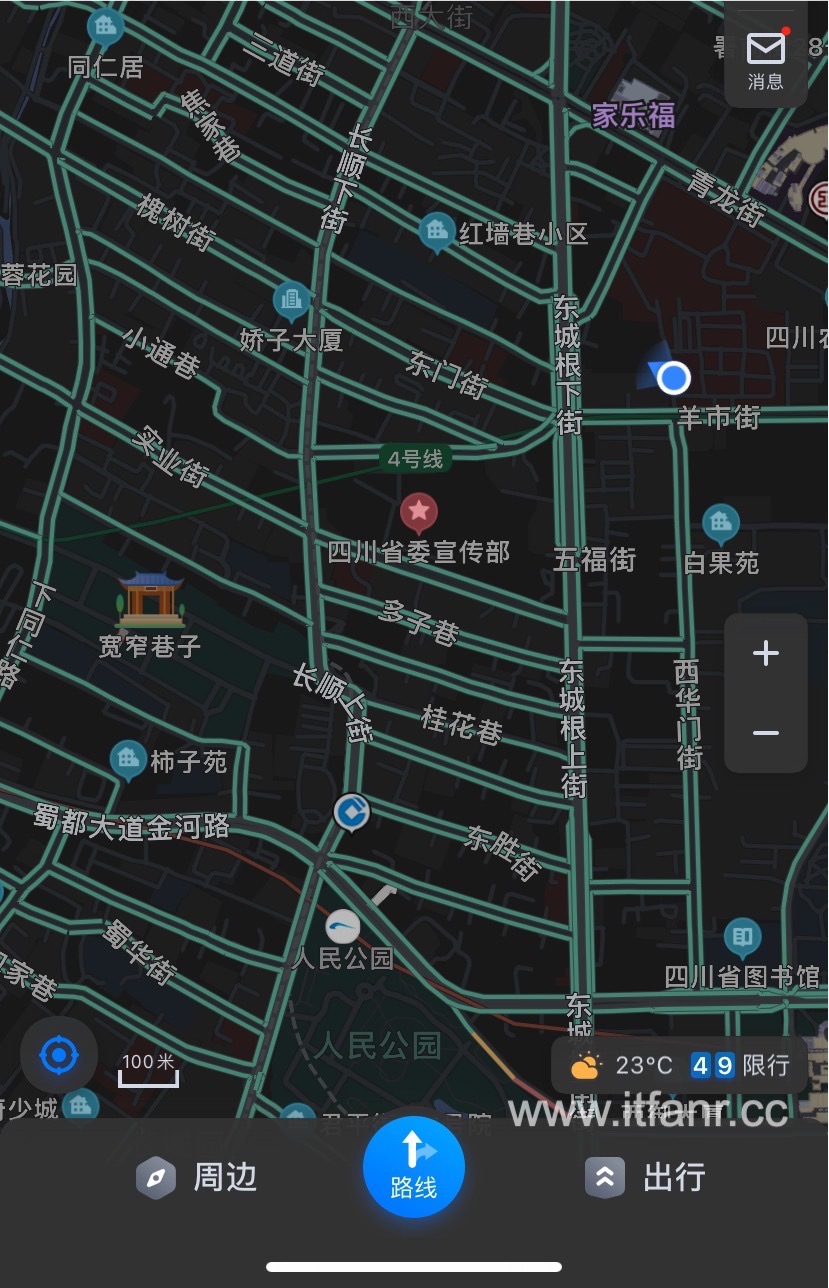 西大街
三道街
同仁居
消息
焦家巷
家乐福
长顺下街
青龙街
槐树街
红墙巷小区
蓉花园
娇子大厦
小通巷
东门街
东城根下街
羊市街
实业街
4号线
四川省委宣传部
五福街
白果苑
下同仁路
宽窄巷子
多子巷
长顺上街
东城根上街
西华门街
桂花巷
柿子苑
蜀都大道金河路
东胜街
蜀华街
人民公园
四川省图书馆
人民公园
100米
23°C 4 9 限行
www.itfanr.cc
周边
路线
出行